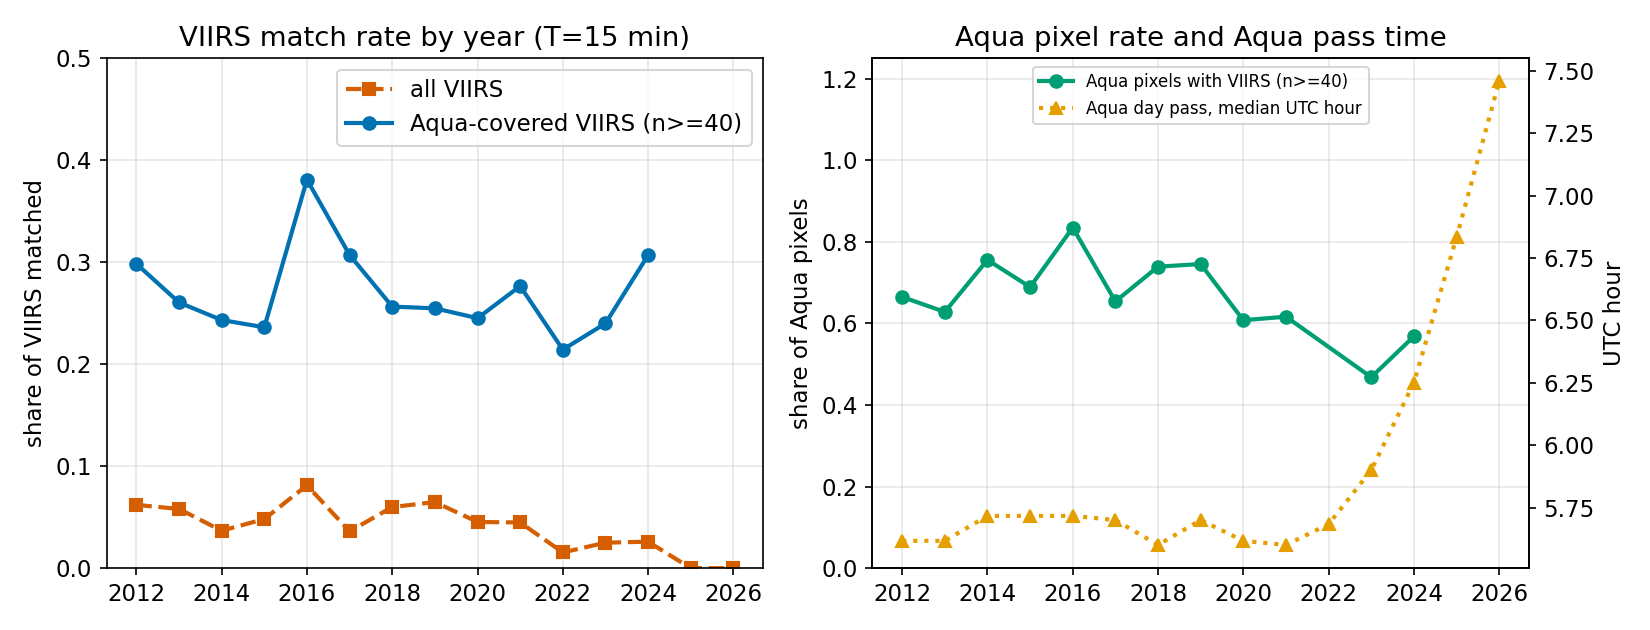 VIIRS match rate by year (T=15 min)
share of VIIRS matched
0.5
0.4
0.3
0.2
0.1
0.0
all VIIRS
Aqua-covered VIIRS (n>=40)
2012 2014 2016 2018 2020 2022 2024 2026
Aqua pixel rate and Aqua pass time
share of Aqua pixels
1.2
1.0
0.8
0.6
0.4
0.2
0.0
Aqua pixels with VIIRS (n>=40)
Aqua day pass, median UTC hour
7.50
7.25
7.00
6.75
6.50
6.25
6.00
5.75
UTC hour
2012 2014 2016 2018 2020 2022 2024 2026